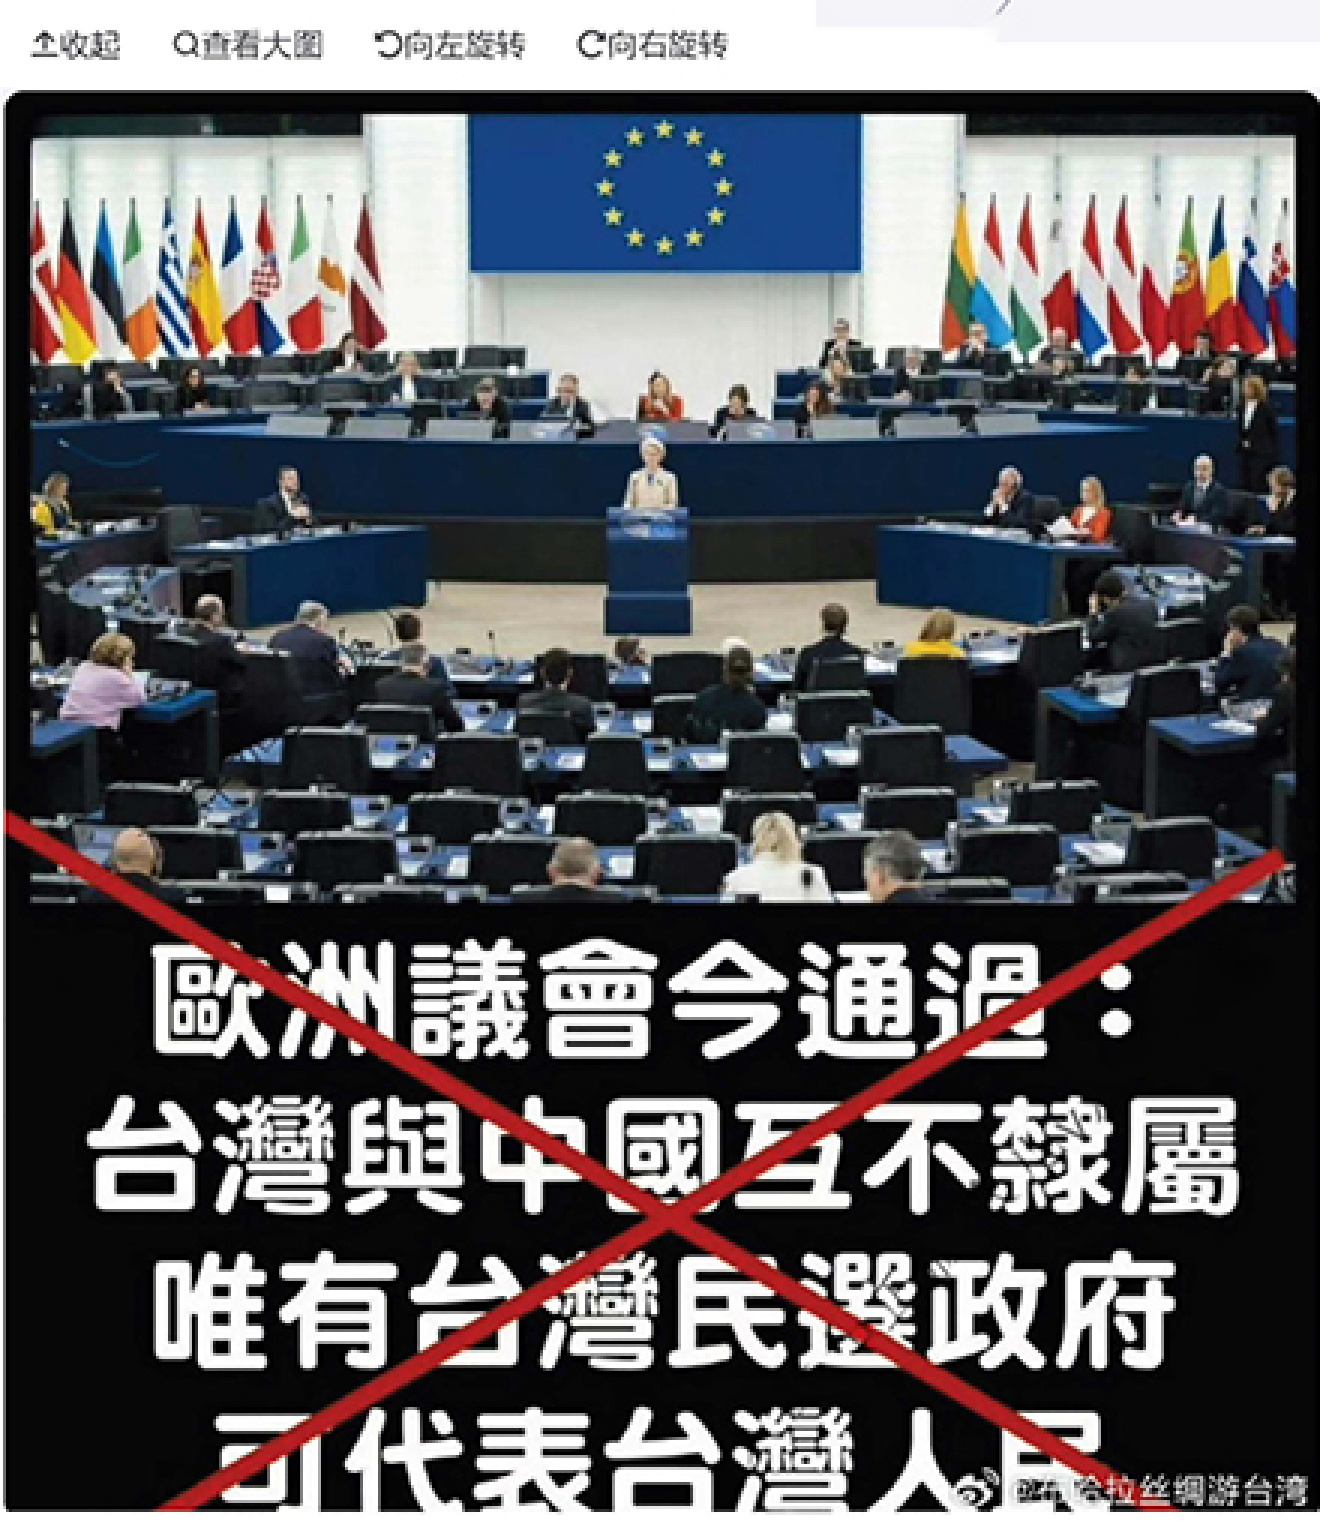 收起 查看大图 向左旋转 向右旋转
歐洲議會今通過：
台灣與中國互不隸屬
唯有台灣民選政府
可代表台灣人民
@布哈拉丝绸游台湾